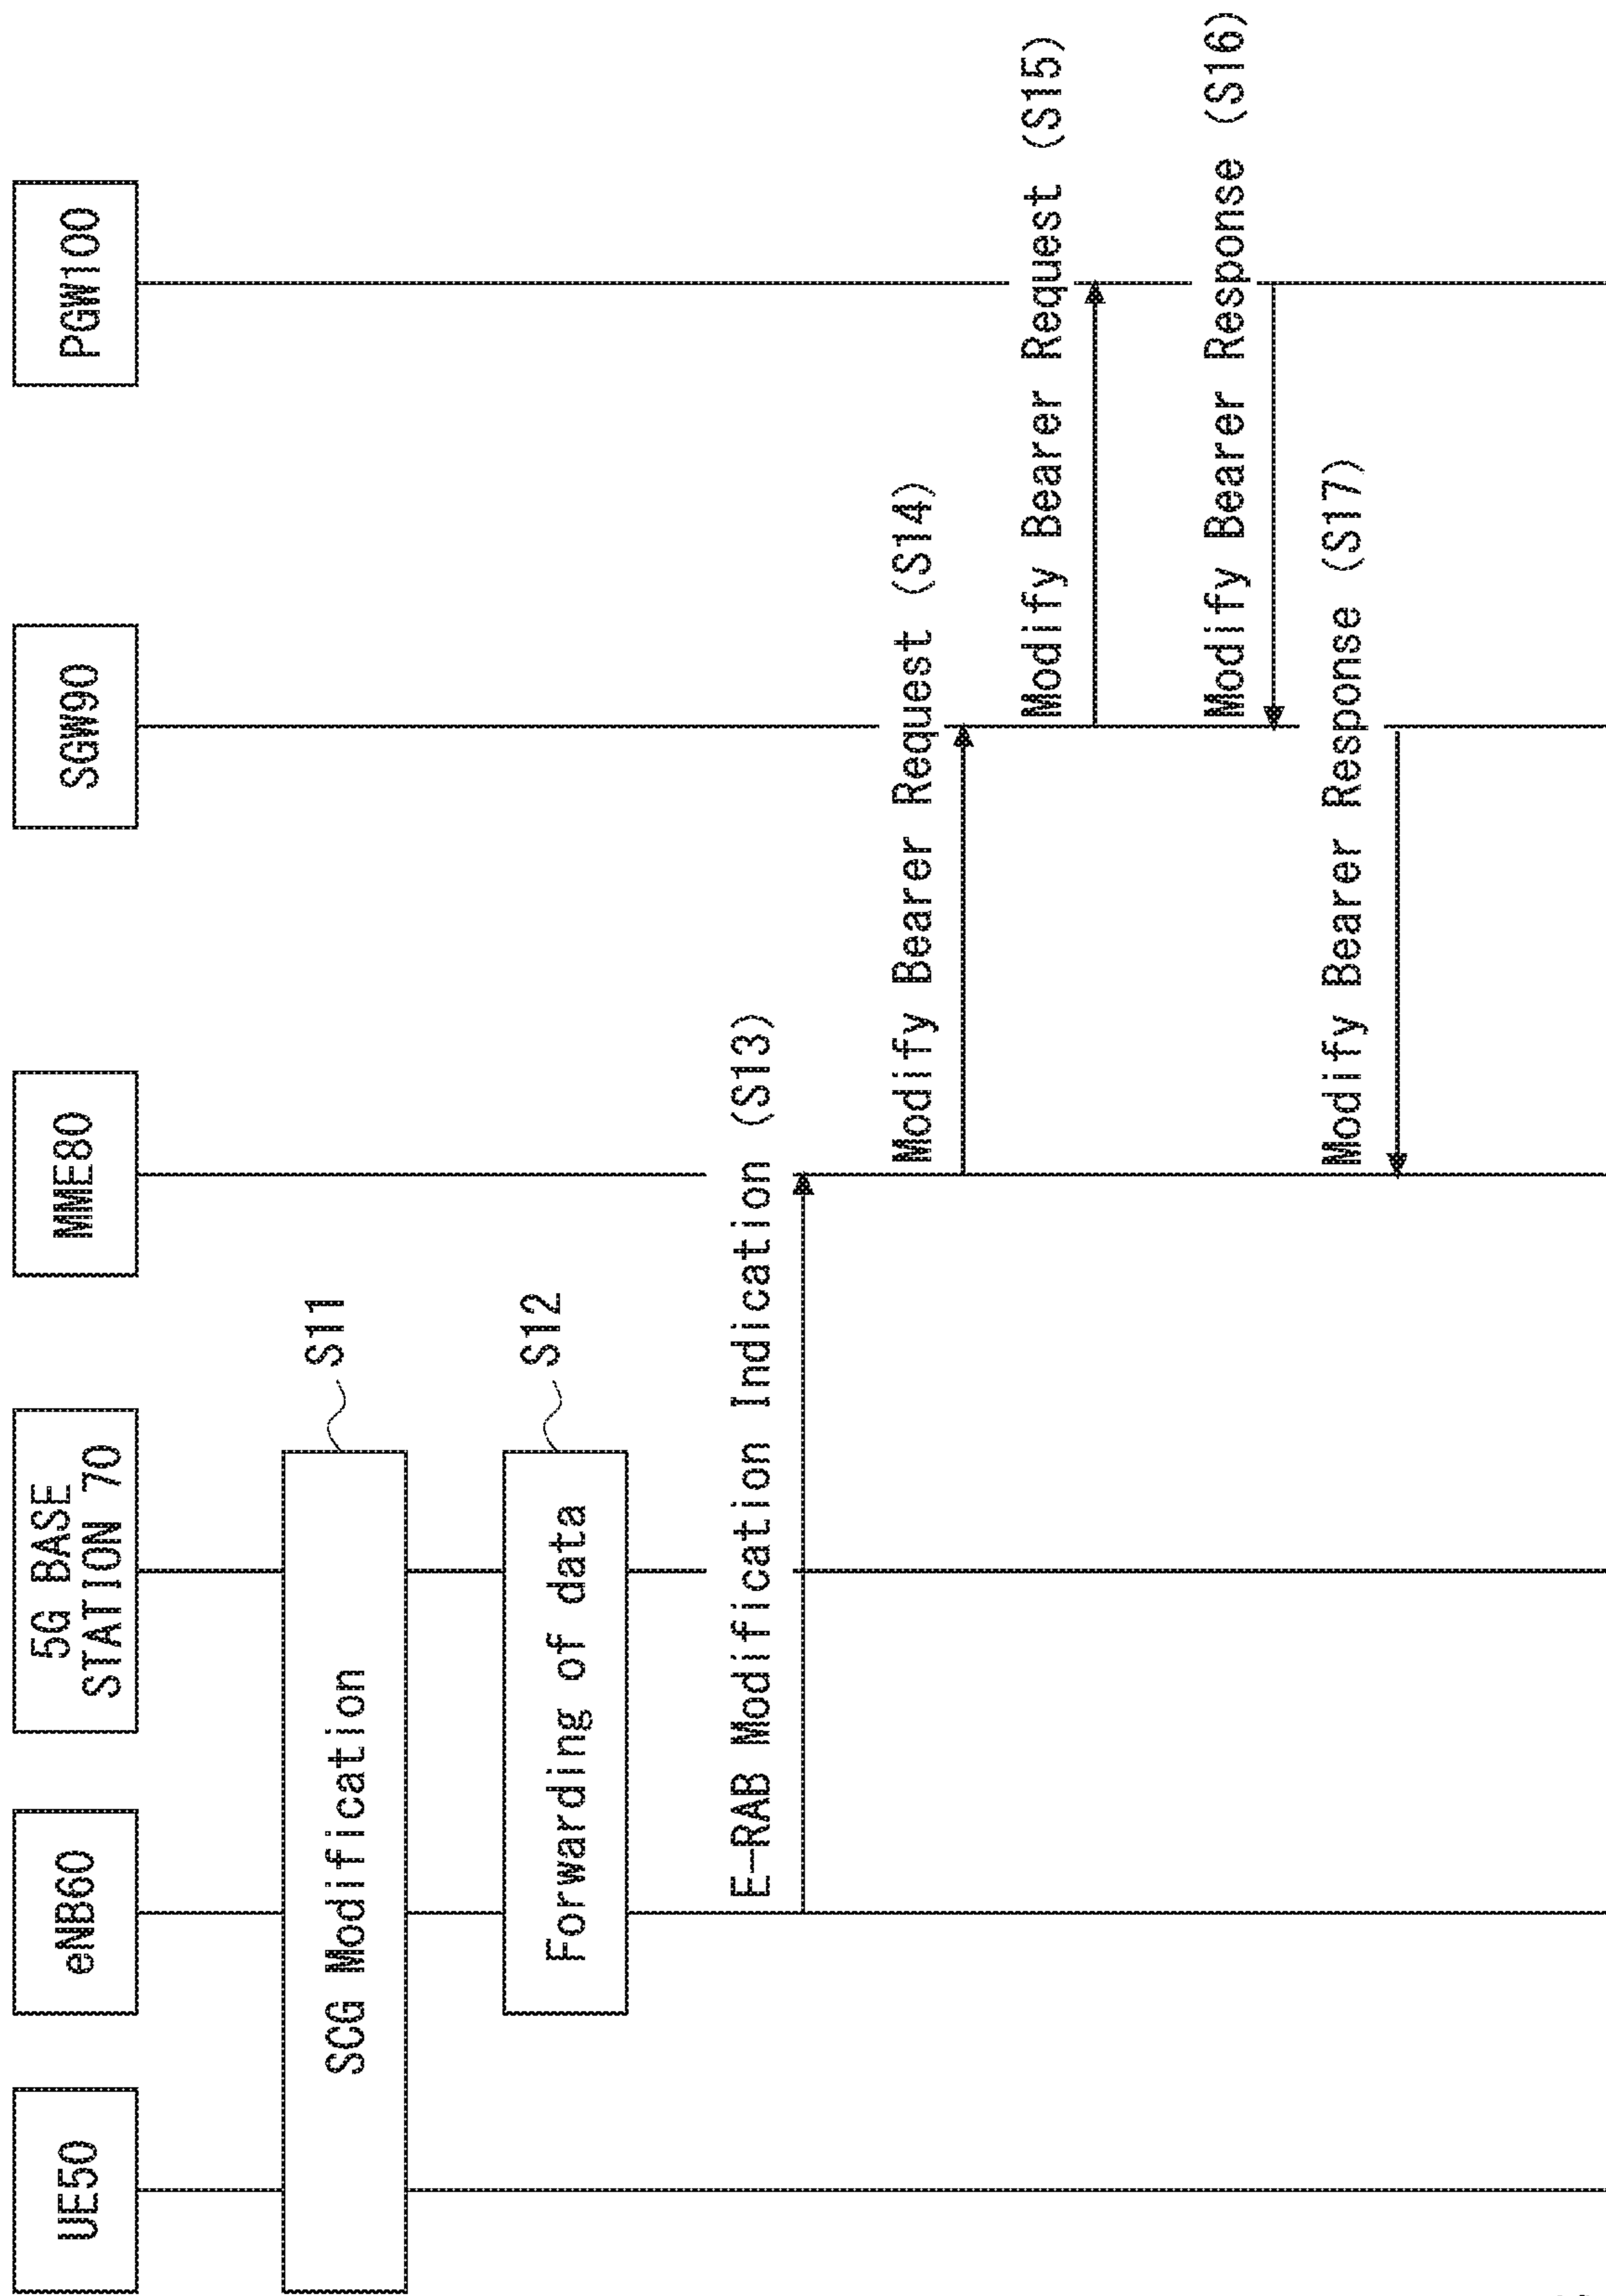 UE50
eNB60
5G BASE
STATION 70
MME80
SGW90
PGW100
SCG Modification
S11
Forwarding of data
S12
E-RAB Modification Indication (S13)
Modify Bearer Request (S14)
Modify Bearer Request (S15)
Modify Bearer Response (S16)
Modify Bearer Response (S17)